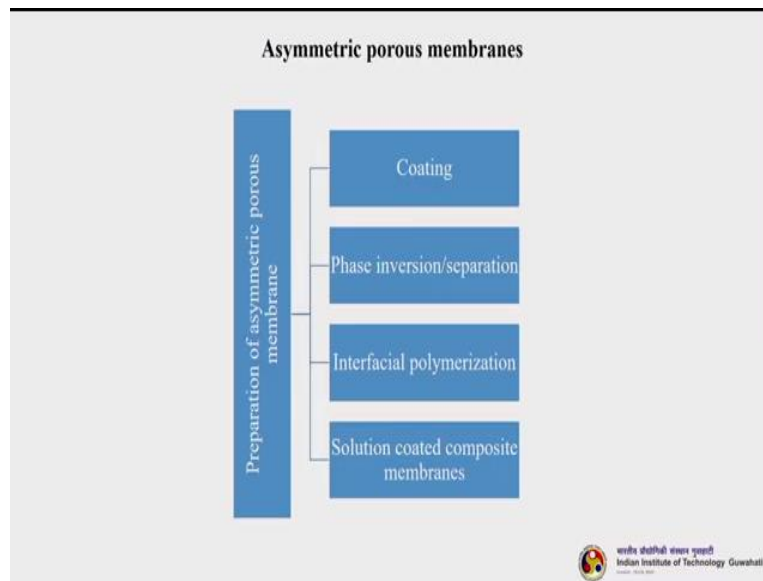 Asymmetric porous membranes
Preparation of asymmetric porous
membrane
Coating
Phase inversion/separation
Interfacial polymerization
Solution coated composite
membranes
भारतीय प्रौद्योगिकी संस्थान गुवाहाटी
Indian Institute of Technology Guwahati